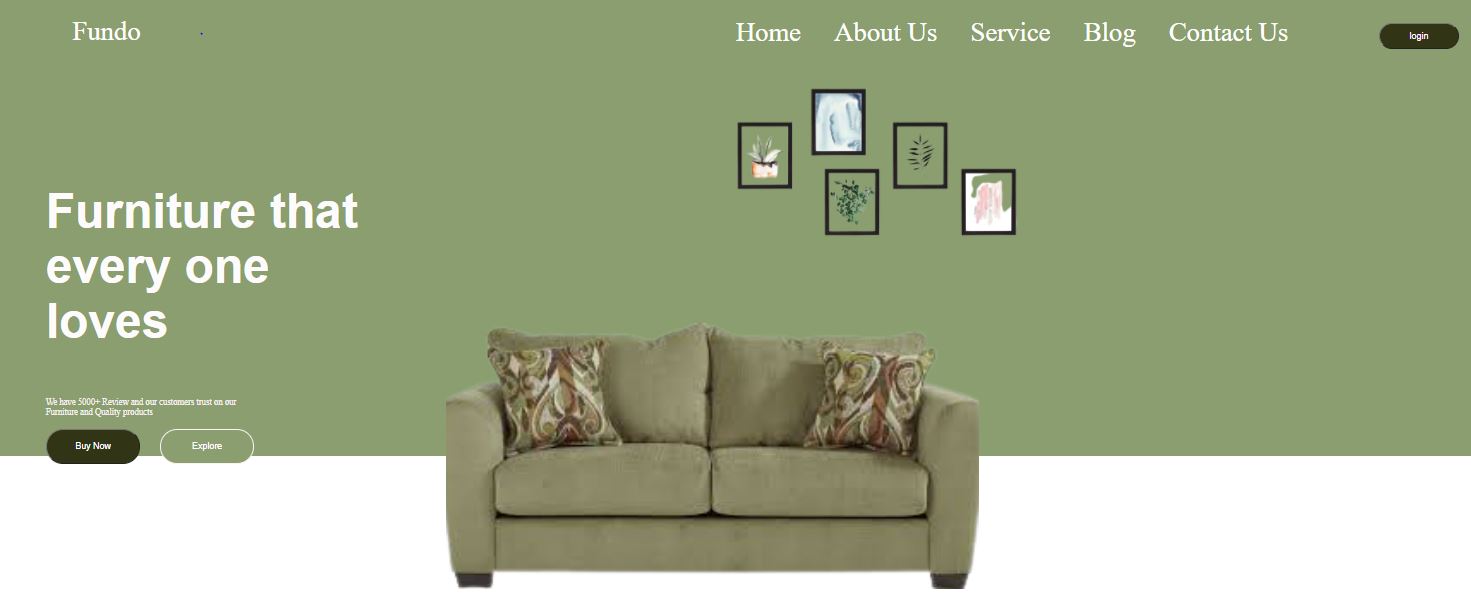 Fundo
Home About Us Service Blog Contact Us
login
Furniture that
every one
loves
We have 5000+ Review and our customers trust on our
Furniture and Quality products
Buy Now
Explore